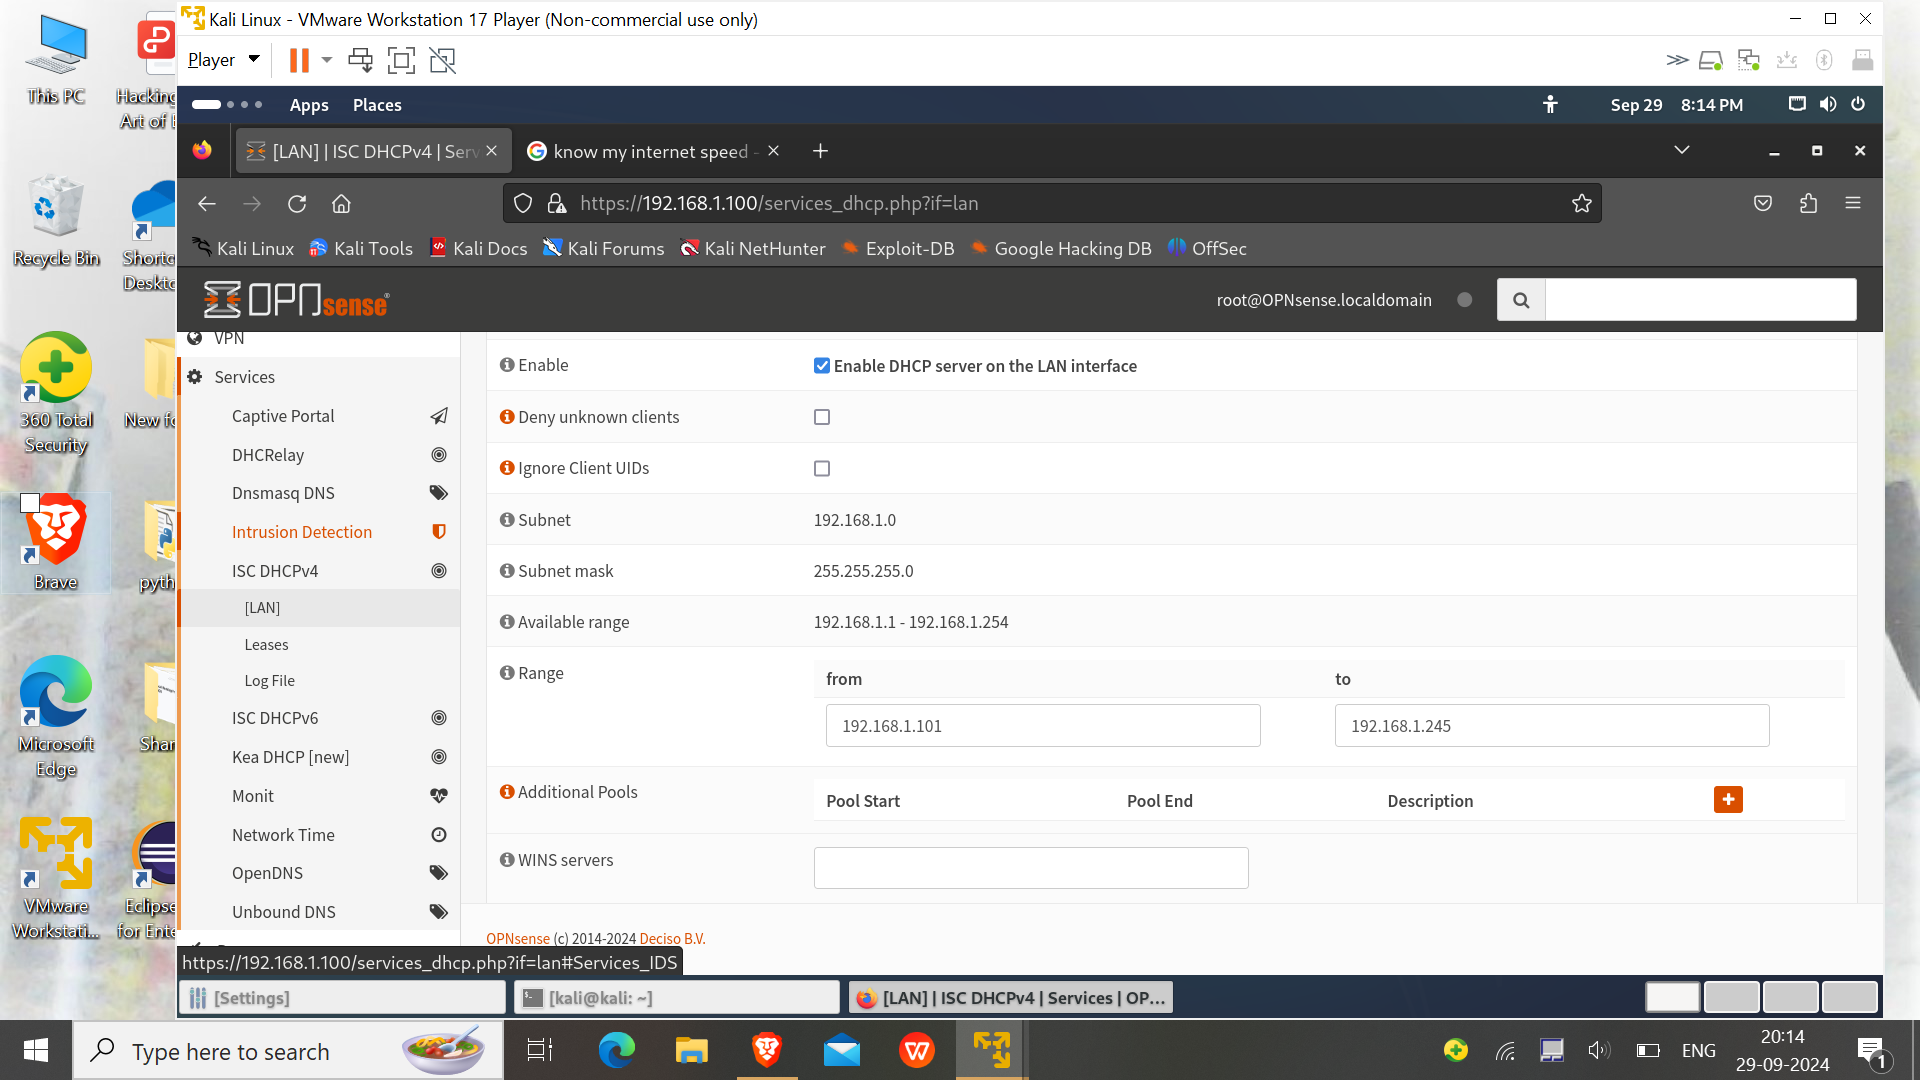 Kali Linux - VMware Workstation 17 Player (Non-commercial use only)
Player
Apps Places
Sep 29 8:14 PM
[LAN] | ISC DHCPv4 | Serv
know my internet speed -
https://192.168.1.100/services_dhcp.php?if=lan
Kali Linux Kali Tools Kali Docs Kali Forums Kali NetHunter Exploit-DB Google Hacking DB OffSec
OPNsense
root@OPNsense.localdomain
VPN
Services
Captive Portal
DHCRelay
Dnsmasq DNS
Intrusion Detection
ISC DHCPv4
[LAN]
Leases
Log File
ISC DHCPv6
Kea DHCP [new]
Monit
Network Time
OpenDNS
Unbound DNS
Enable
Enable DHCP server on the LAN interface
Deny unknown clients
Ignore Client UIDs
Subnet
192.168.1.0
Subnet mask
255.255.255.0
Available range
192.168.1.1 - 192.168.1.254
Range
from to
192.168.1.101 192.168.1.245
Additional Pools
Pool Start Pool End Description
WINS servers
OPNsense (c) 2014-2024 Deciso B.V.
https://192.168.1.100/services_dhcp.php?if=lan#Services_IDS
[Settings]
[kali@kali: ~]
[LAN] | ISC DHCPv4 | Services | OP...
This PC
Hacking
Art of
Recycle Bin
Shortc
Deskto
360 Total
Security
New fo
Brave
pyth
Microsoft
Edge
Shar
VMware
Workstati...
Eclipse
for Ente
Type here to search
ENG
20:14
29-09-2024
1